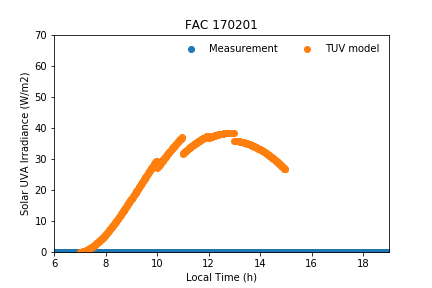 FAC 170201
Measurement
TUV model
Solar UVA Irradiance (W/m2)
70
60
50
40
30
20
10
0
6 8 10 12 14 16 18
Local Time (h)